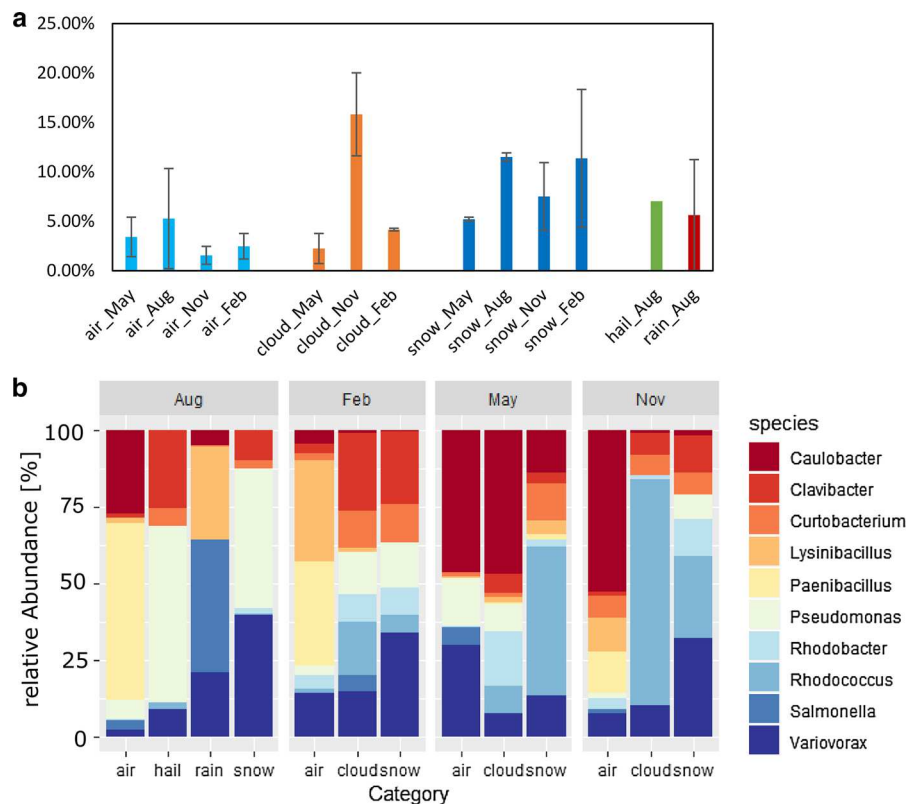 a
25.00%
20.00%
15.00%
10.00%
5.00%
0.00%
air_May
air_Aug
air_Nov
air_Feb
cloud_May
cloud_Nov
cloud_Feb
snow_May
snow_Aug
snow_Nov
snow_Feb
hail_Aug
rain_Aug
b
Aug
Feb
May
Nov
relative Abundance [%]
100
75
50
25
0
air hail rain snow
air cloud snow
air cloud snow
air cloud snow
Category
species
Caulobacter
Clavibacter
Curtobacterium
Lysinibacillus
Paenibacillus
Pseudomonas
Rhodobacter
Rhodococcus
Salmonella
Variovorax